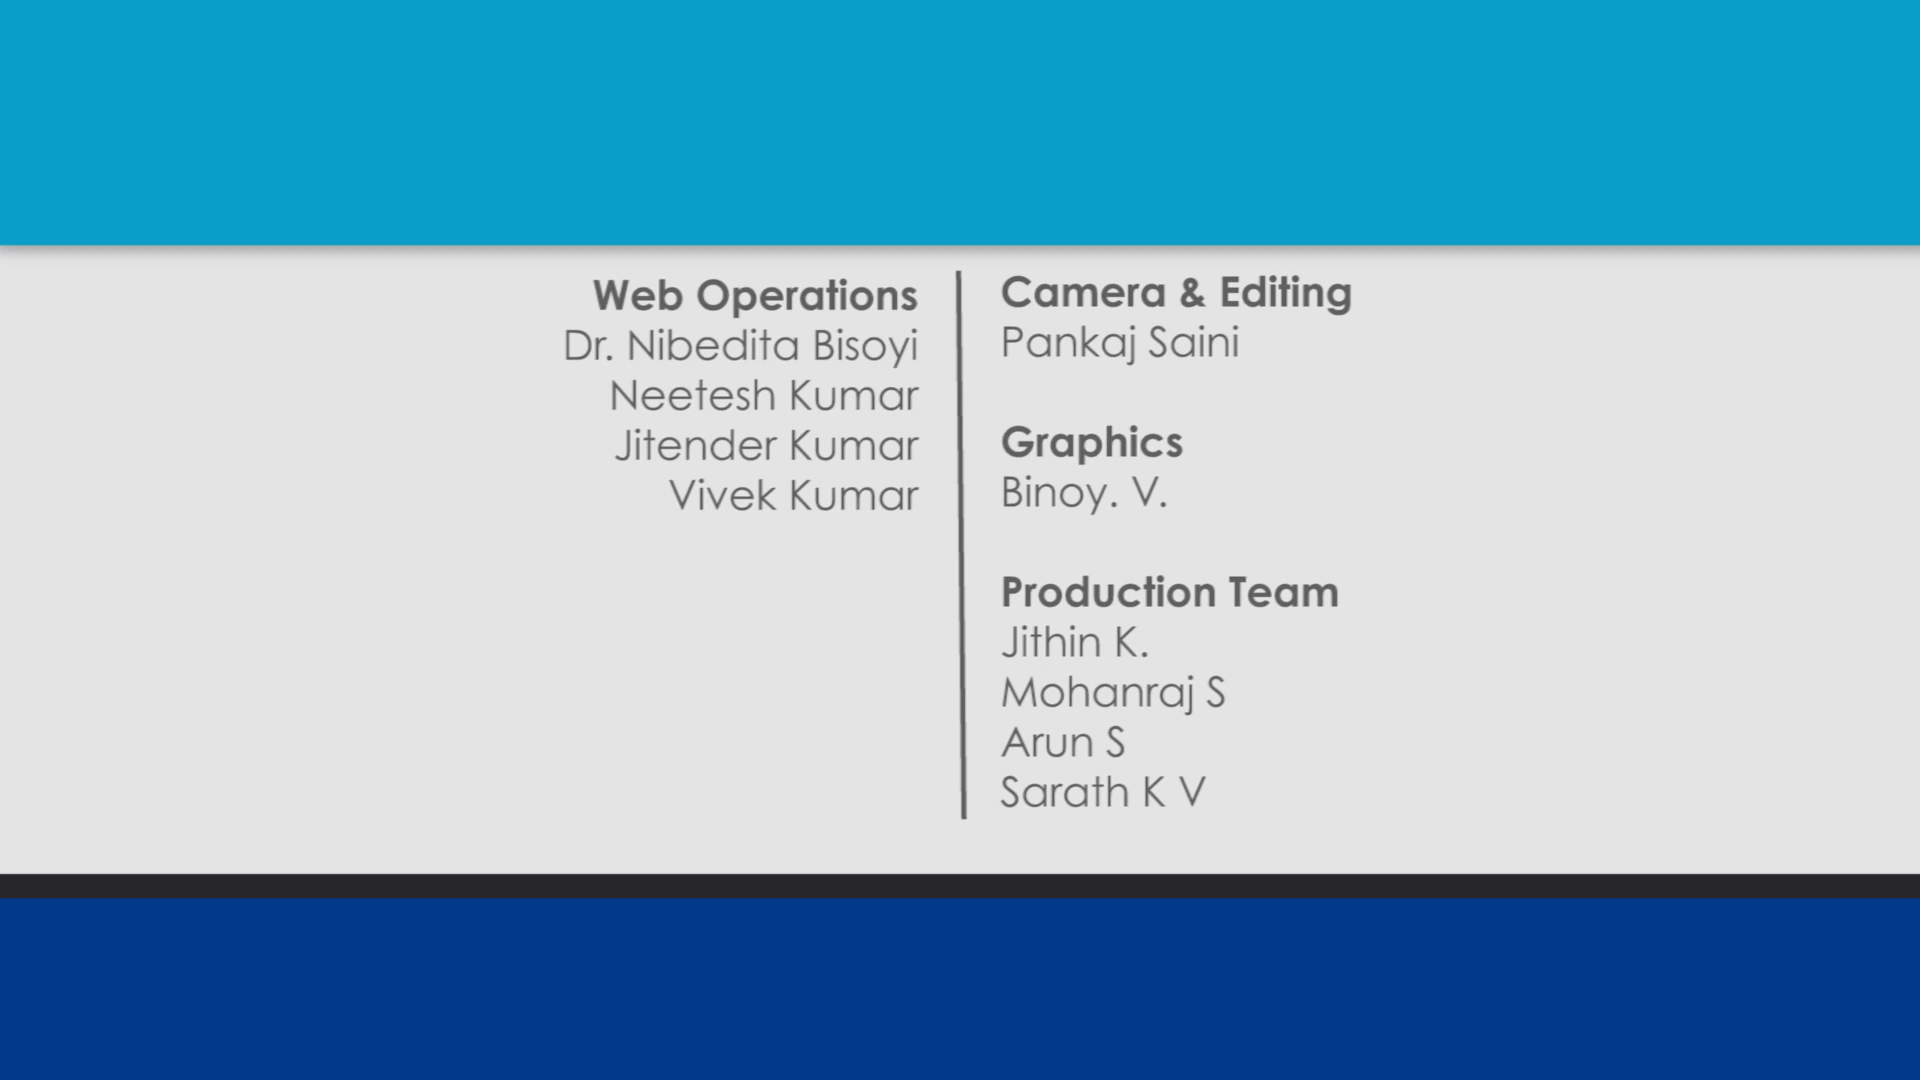 Web Operations
Dr. Nibedita Bisoyi
Neetesh Kumar
Jitender Kumar
Vivek Kumar
Camera & Editing
Pankaj Saini
Graphics
Binoy. V.
Production Team
Jithin K.
Mohanraj S
Arun S
Sarath K V